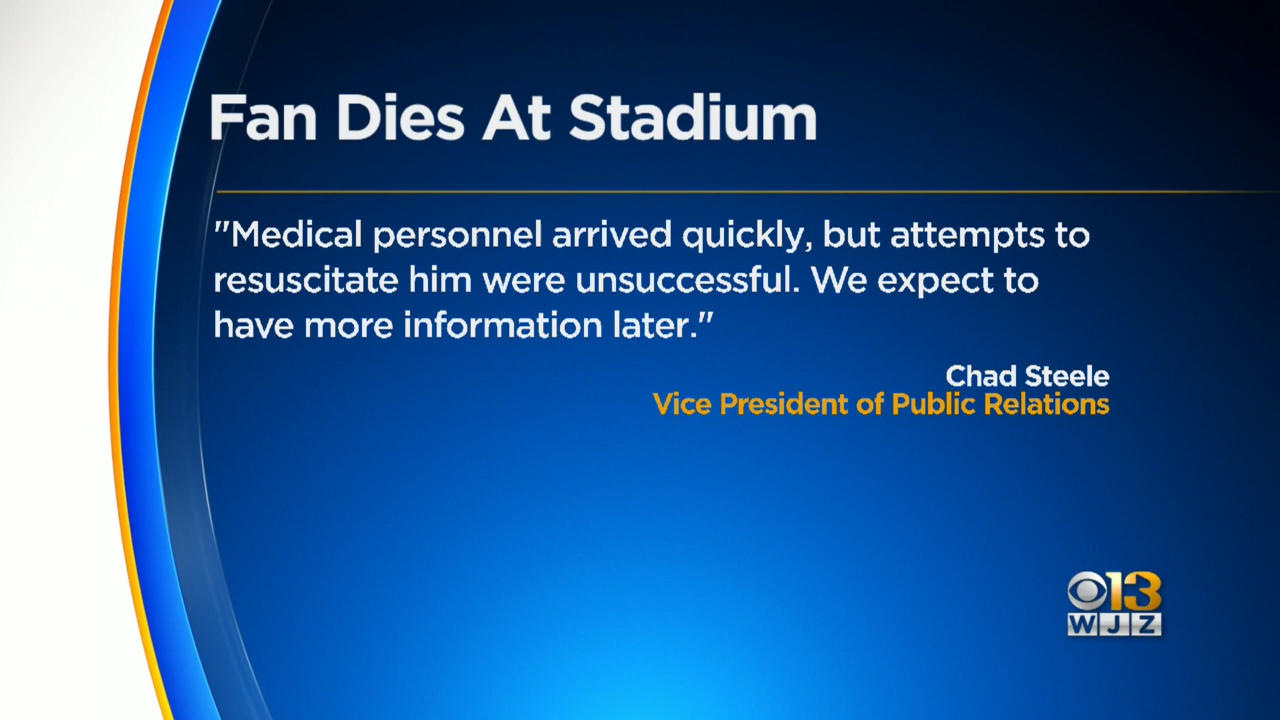 Fan Dies At Stadium
"Medical personnel arrived quickly, but attempts to
resuscitate him were unsuccessful. We expect to
have more information later."
Chad Steele
Vice President of Public Relations
13
WJZ